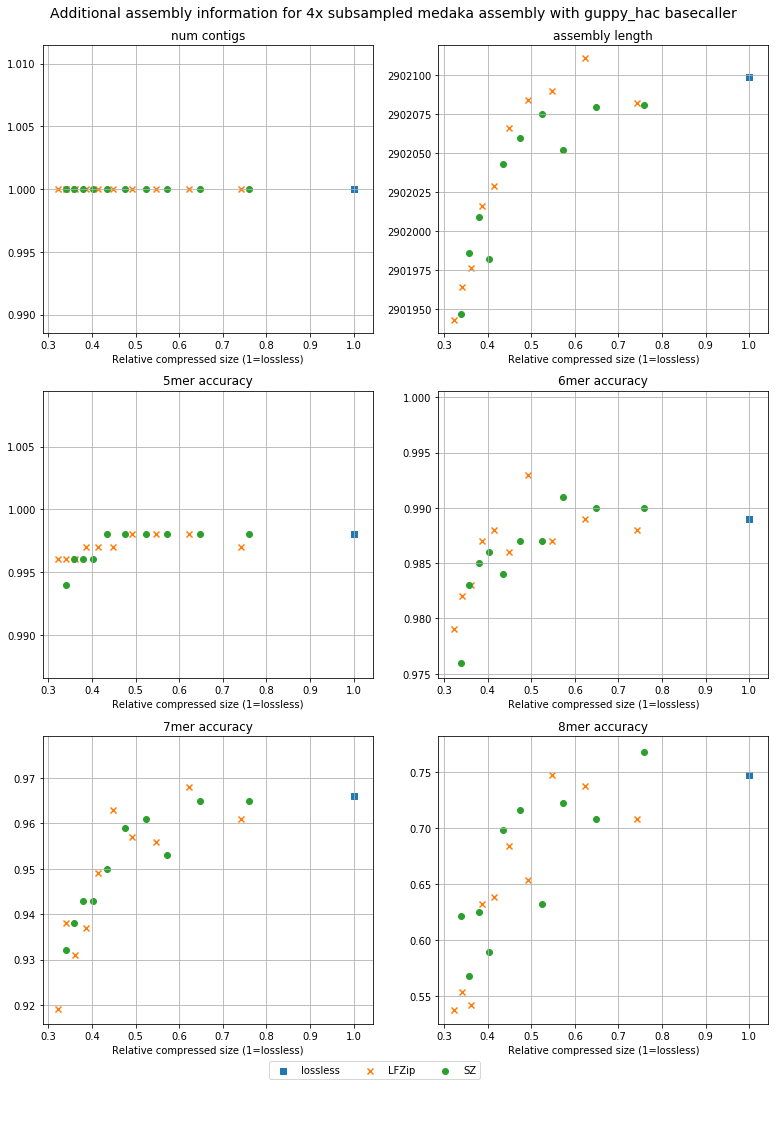 Additional assembly information for 4x subsampled medaka assembly with guppy_hac basecaller
num contigs
1.010
1.005
1.000
0.995
0.990
0.3 0.4 0.5 0.6 0.7 0.8 0.9 1.0
Relative compressed size (1=lossless)
assembly length
2902100
2902075
2902050
2902025
2902000
2901975
2901950
0.3 0.4 0.5 0.6 0.7 0.8 0.9 1.0
Relative compressed size (1=lossless)
5mer accuracy
1.005
1.000
0.995
0.990
0.3 0.4 0.5 0.6 0.7 0.8 0.9 1.0
Relative compressed size (1=lossless)
6mer accuracy
1.000
0.995
0.990
0.985
0.980
0.975
0.3 0.4 0.5 0.6 0.7 0.8 0.9 1.0
Relative compressed size (1=lossless)
7mer accuracy
0.97
0.96
0.95
0.94
0.93
0.92
0.3 0.4 0.5 0.6 0.7 0.8 0.9 1.0
Relative compressed size (1=lossless)
8mer accuracy
0.75
0.70
0.65
0.60
0.55
0.3 0.4 0.5 0.6 0.7 0.8 0.9 1.0
Relative compressed size (1=lossless)
lossless LFZip SZ